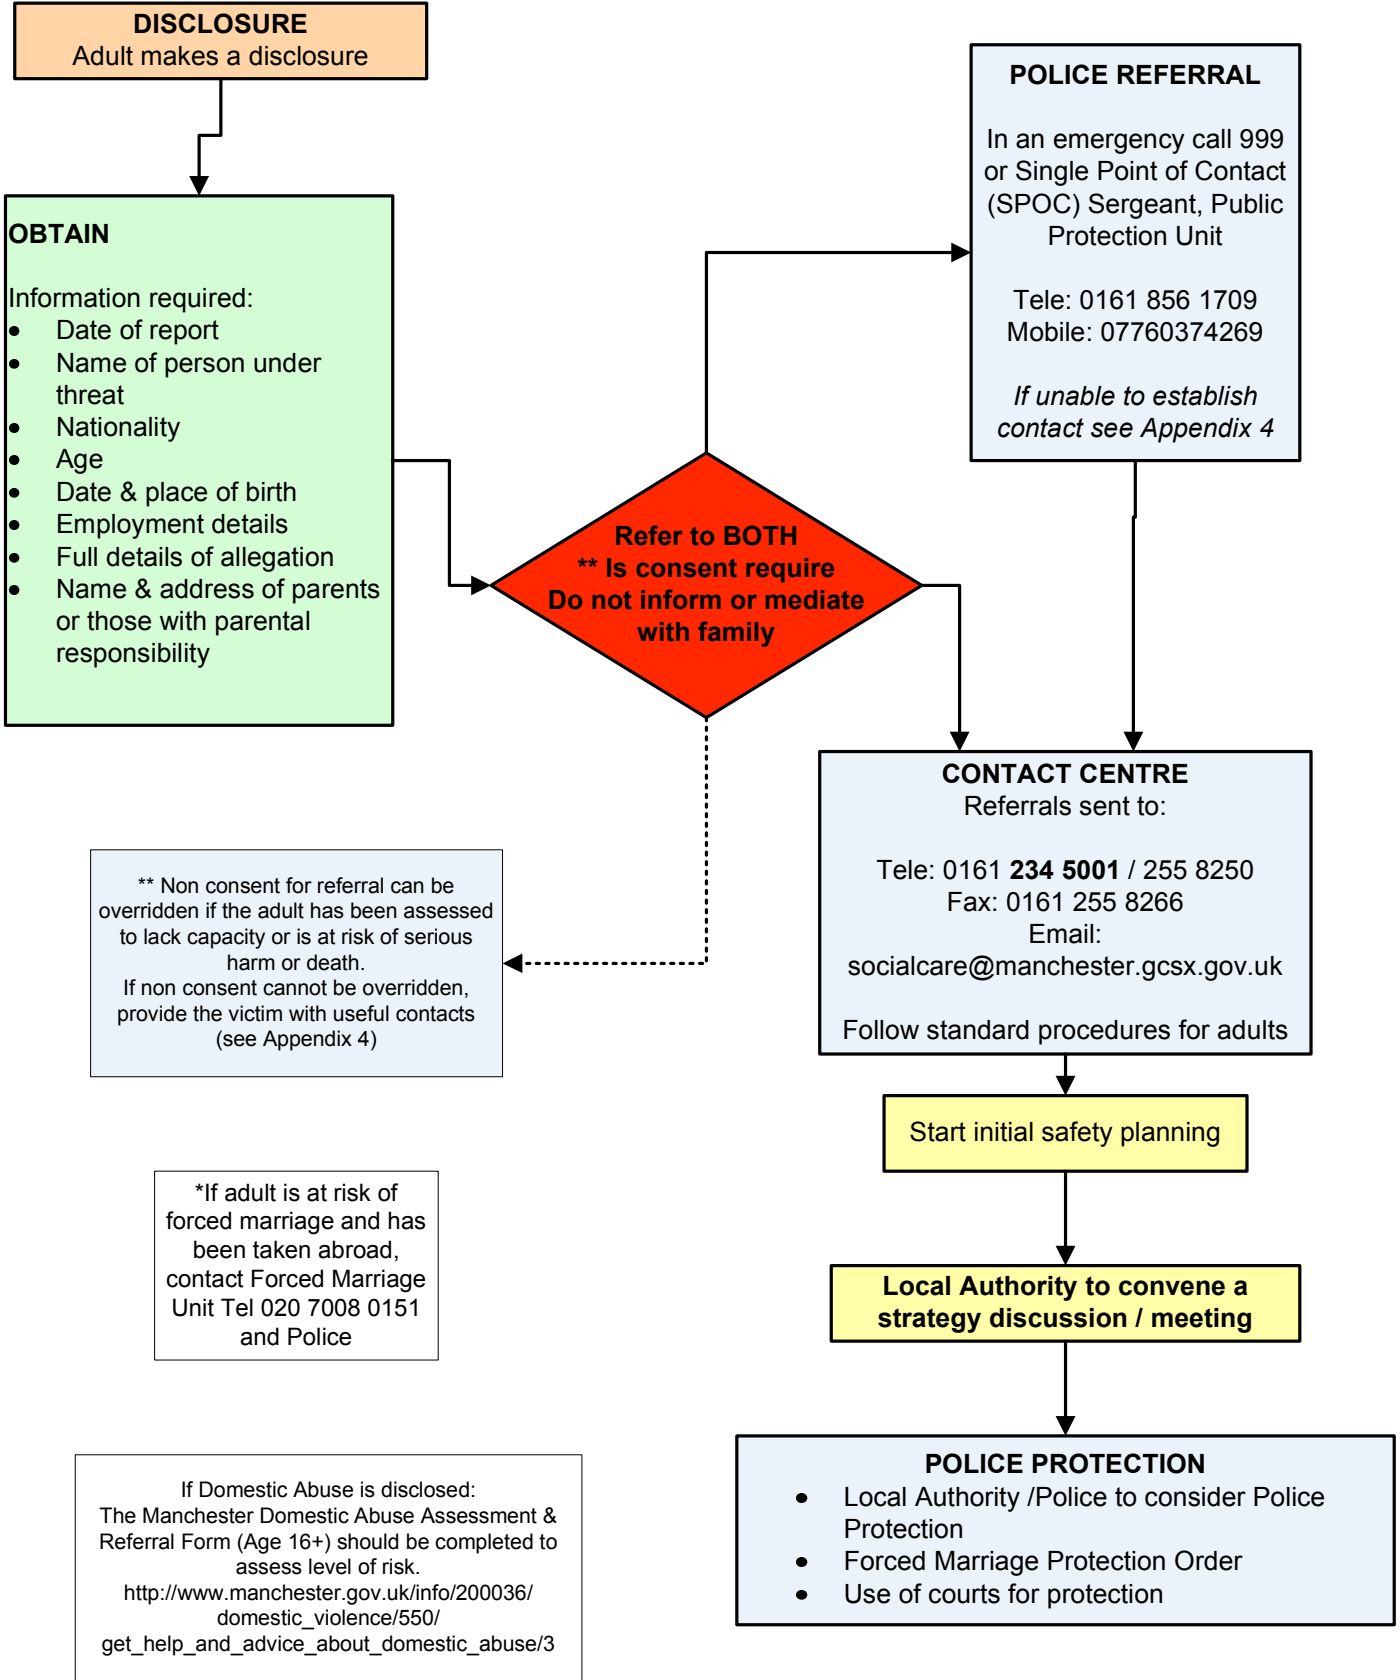 DISCLOSURE
Adult makes a disclosure
POLICE REFERRAL
In an emergency call 999
or Single Point of Contact
(SPOC) Sergeant, Public
Protection Unit
Tele: 0161 856 1709
Mobile: 07760374269
If unable to establish
contact see Appendix 4
OBTAIN
Information required:
• Date of report
• Name of person under
threat
• Nationality
• Age
• Date & place of birth
• Employment details
• Full details of allegation
• Name & address of parents
or those with parental
responsibility
Refer to BOTH
** Is consent require
Do not inform or mediate
with family
CONTACT CENTRE
Referrals sent to:
Tele: 0161 234 5001 / 255 8250
Fax: 0161 255 8266
Email:
socialcare@manchester.gcsx.gov.uk
Follow standard procedures for adults
** Non consent for referral can be
overridden if the adult has been assessed
to lack capacity or is at risk of serious
harm or death.
If non consent cannot be overridden,
provide the victim with useful contacts
(see Appendix 4)
Start initial safety planning
*If adult is at risk of
forced marriage and has
been taken abroad,
contact Forced Marriage
Unit Tel 020 7008 0151
and Police
Local Authority to convene a
strategy discussion / meeting
POLICE PROTECTION
• Local Authority /Police to consider Police
Protection
• Forced Marriage Protection Order
• Use of courts for protection
If Domestic Abuse is disclosed:
The Manchester Domestic Abuse Assessment &
Referral Form (Age 16+) should be completed to
assess level of risk.
http://www.manchester.gov.uk/info/200036/
domestic_violence/550/
get_help_and_advice_about_domestic_abuse/3